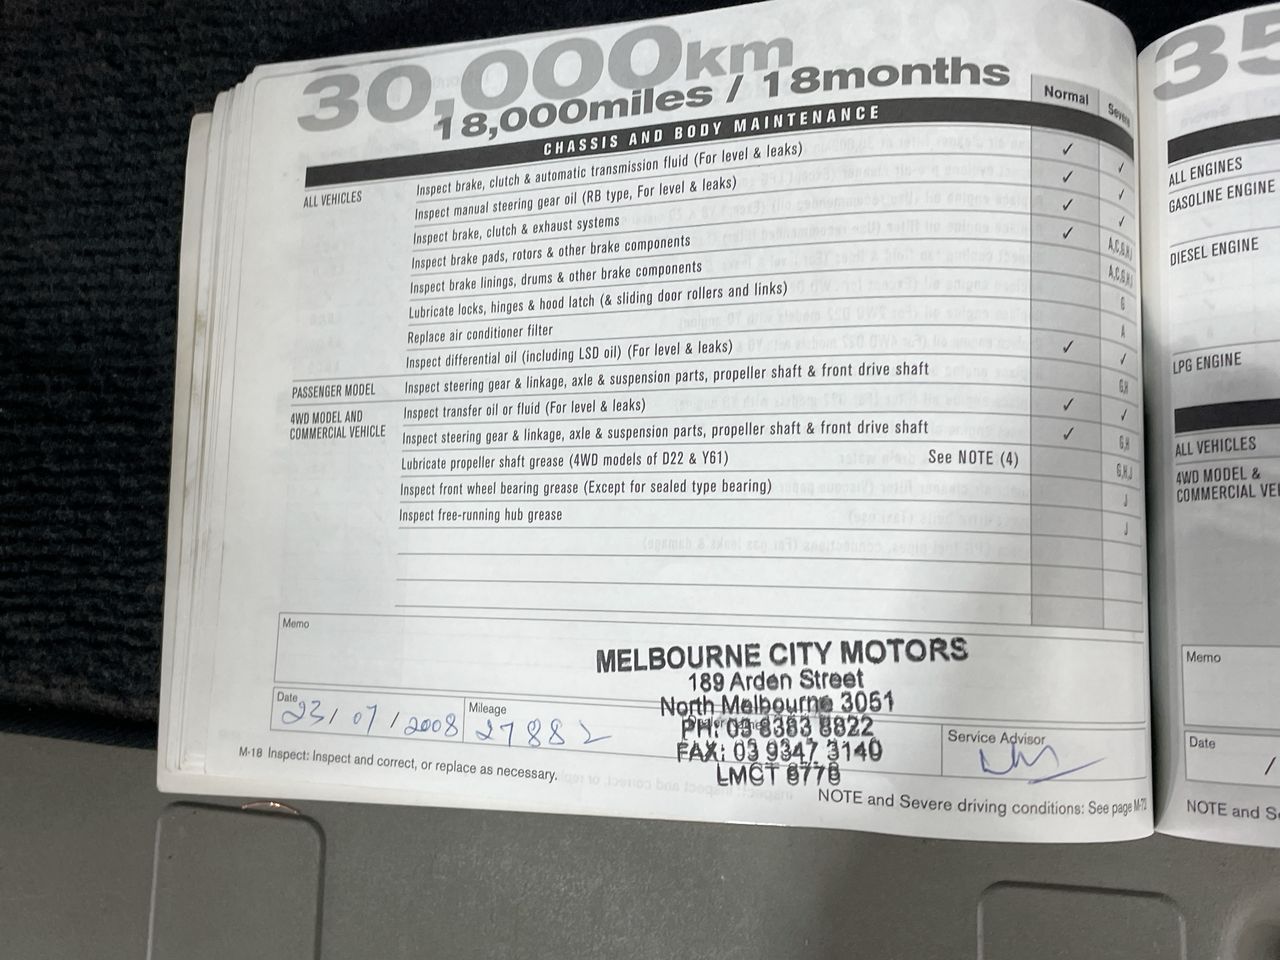 30,000km
18,000miles / 18months
Normal Severe
CHASSIS AND BODY MAINTENANCE
ALL VEHICLES
Inspect brake, clutch & automatic transmission fluid (For level & leaks) ✓ ✓
Inspect manual steering gear oil (RB type, For level & leaks) ✓ ✓
Inspect brake, clutch & exhaust systems ✓ ✓
Inspect brake pads, rotors & other brake components ✓ A,C,G,H,I
Inspect brake linings, drums & other brake components A,C,G,H,I
Lubricate locks, hinges & hood latch (& sliding door rollers and links) G
Replace air conditioner filter A
Inspect differential oil (including LSD oil) (For level & leaks) ✓ ✓
PASSENGER MODEL Inspect steering gear & linkage, axle & suspension parts, propeller shaft & front drive shaft G,H
4WD MODEL AND
COMMERCIAL VEHICLE
Inspect transfer oil or fluid (For level & leaks) ✓ ✓
Inspect steering gear & linkage, axle & suspension parts, propeller shaft & front drive shaft ✓ G,H
Lubricate propeller shaft grease (4WD models of D22 & Y61) See NOTE (4) G,H,J
Inspect front wheel bearing grease (Except for sealed type bearing) J
Inspect free-running hub grease J
Memo
MELBOURNE CITY MOTORS
189 Arden Street
North Melbourne 3051
PH: 03 8383 8822
FAX: 03 9347 3140
LMCT 8778
Date 23/07/2008
Mileage 27882
Service Advisor
M-18 Inspect: Inspect and correct, or replace as necessary.
NOTE and Severe driving conditions: See page
35
ALL ENGINES
GASOLINE ENGINE
DIESEL ENGINE
LPG ENGINE
ALL VEHICLES
4WD MODEL &
COMMERCIAL
Memo
Date
/
NOTE and